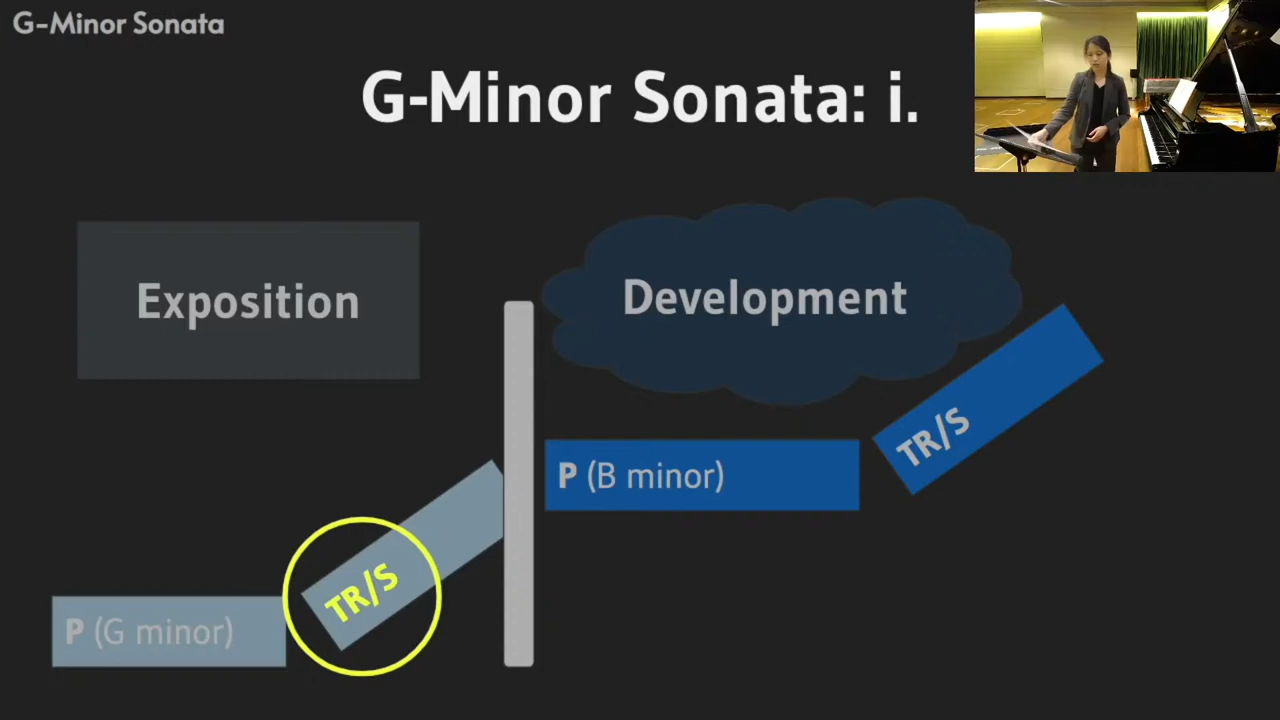 G-Minor Sonata
G-Minor Sonata: i.
Exposition
Development
TR/S
P (B minor)
TR/S
P (G minor)